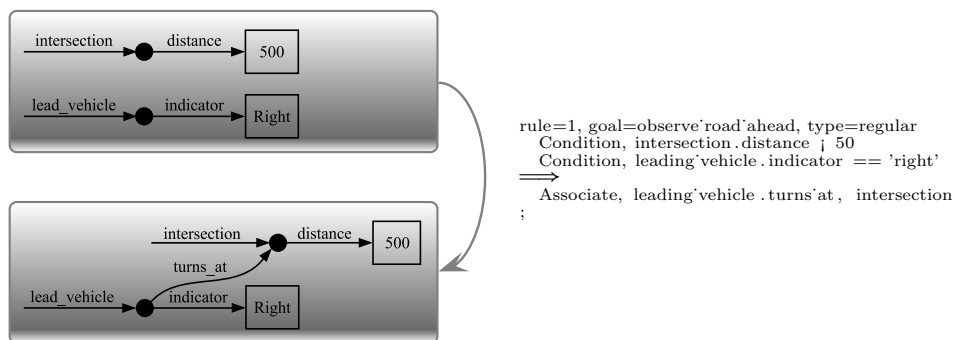 intersection distance 500
lead_vehicle indicator Right
intersection distance 500
turns_at
lead_vehicle indicator Right
rule=1, goal=observe˙road˙ahead, type=regular
Condition, intersection.distance ¡ 50
Condition, leading˙vehicle.indicator == 'right'
⟹
Associate, leading˙vehicle.turns˙at, intersection
;